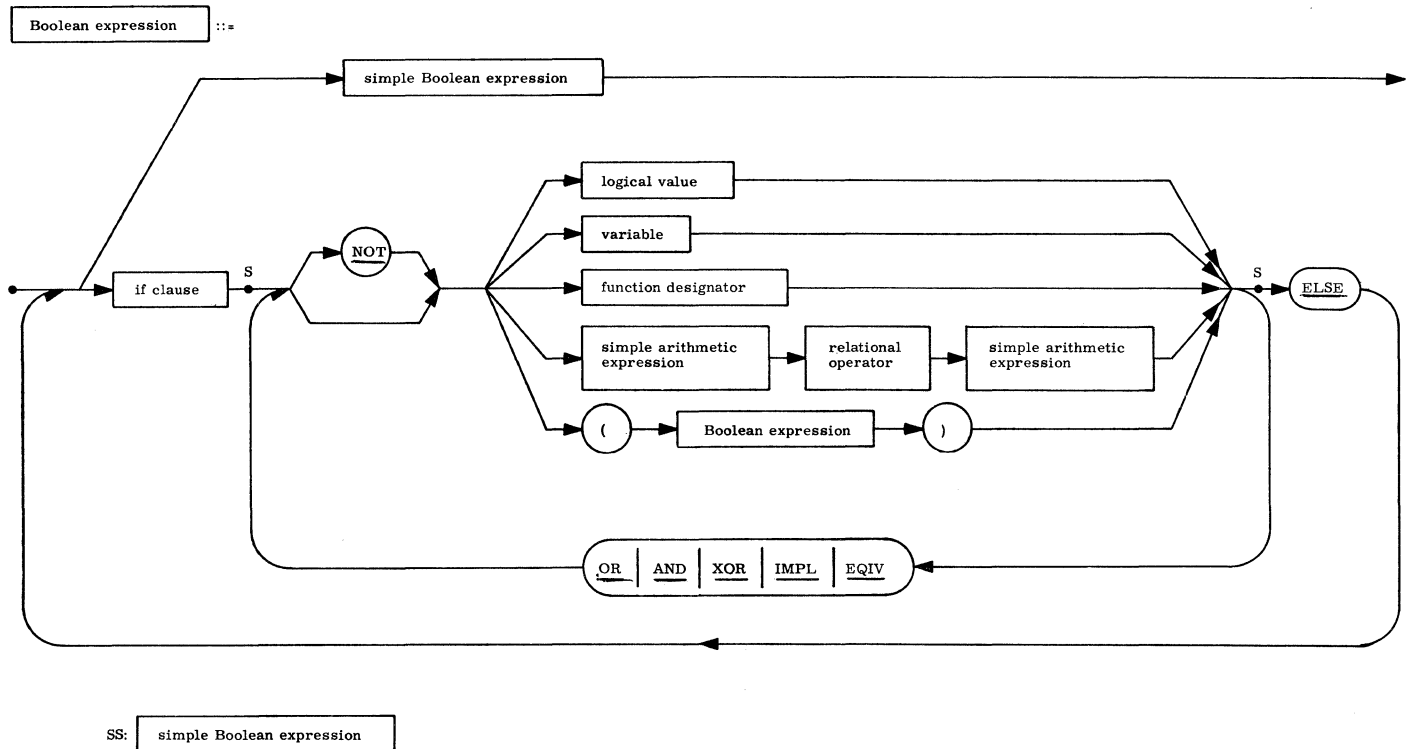 Boolean expression ::=
simple Boolean expression
logical value
NOT
variable
S
if clause
function designator
S
ELSE
simple arithmetic
expression
relational
operator
simple arithmetic
expression
(
Boolean expression
)
OR AND XOR IMPL EQIV
SS: simple Boolean expression